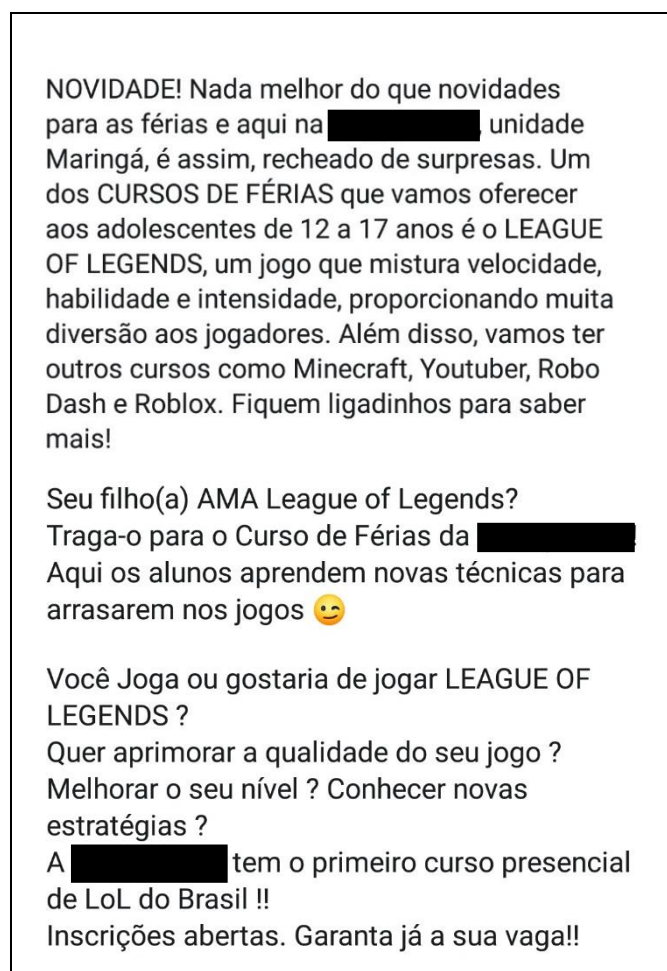 NOVIDADE! Nada melhor do que novidades
para as férias e aqui na , unidade
Maringá, é assim, recheado de surpresas. Um
dos CURSOS DE FÉRIAS que vamos oferecer
aos adolescentes de 12 a 17 anos é o LEAGUE
OF LEGENDS, um jogo que mistura velocidade,
habilidade e intensidade, proporcionando muita
diversão aos jogadores. Além disso, vamos ter
outros cursos como Minecraft, Youtuber, Robo
Dash e Roblox. Fiquem ligadinhos para saber
mais!
Seu filho(a) AMA League of Legends?
Traga-o para o Curso de Férias da !
Aqui os alunos aprendem novas técnicas para
arrasarem nos jogos 😉
Você Joga ou gostaria de jogar LEAGUE OF
LEGENDS ?
Quer aprimorar a qualidade do seu jogo ?
Melhorar o seu nível ? Conhecer novas
estratégias ?
A tem o primeiro curso presencial
de LoL do Brasil !!
Inscrições abertas. Garanta já a sua vaga!!